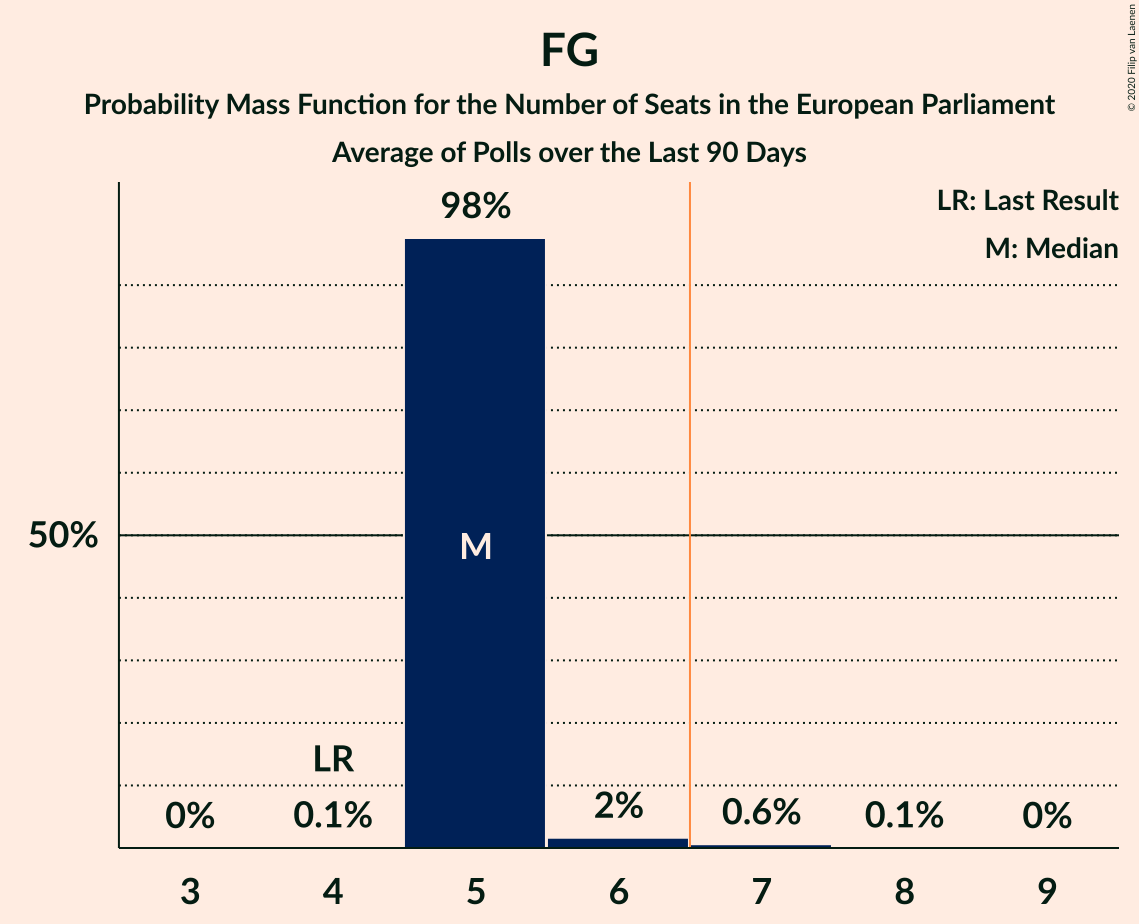 FG
Probability Mass Function for the Number of Seats in the European Parliament
Average of Polls over the Last 90 Days
© 2020 Filip van Laenen
LR: Last Result
M: Median
98%
50%
M
LR
0%
0.1%
2%
0.6%
0.1%
0%
3 4 5 6 7 8 9